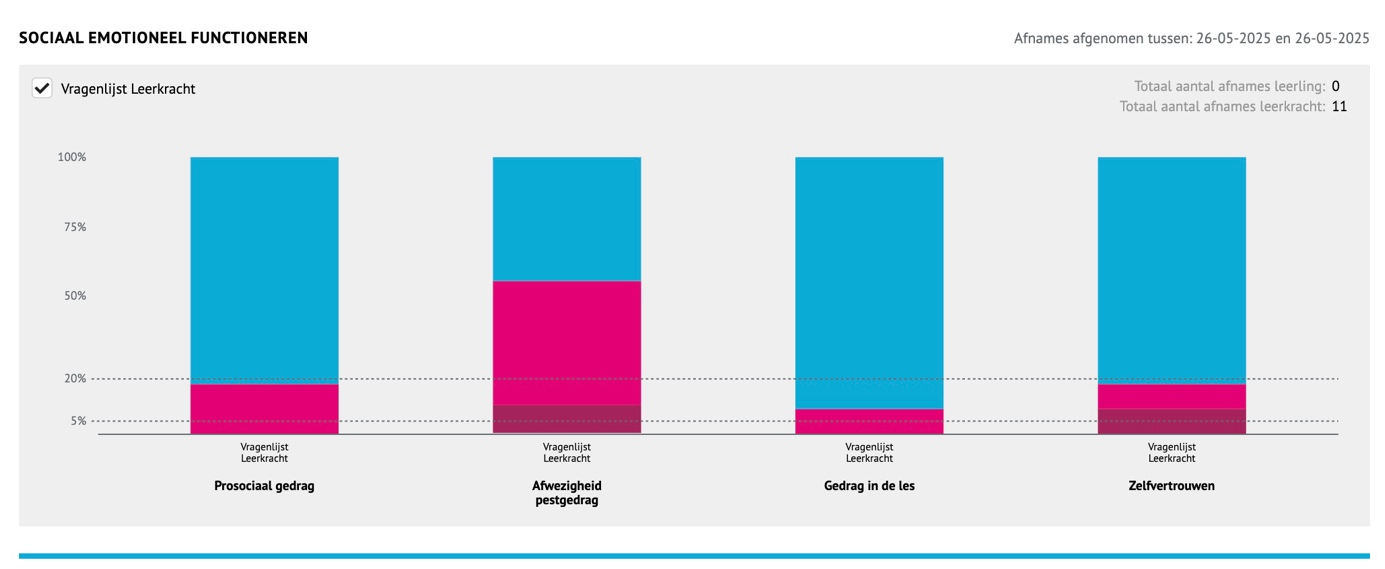 SOCIAAL EMOTIONEEL FUNCTIONEREN
Afnames afgenomen tussen: 26-05-2025 en 26-05-2025
Vragenlijst Leerkracht
Totaal aantal afnames leerling: 0
Totaal aantal afnames leerkracht: 11
100%
75%
50%
20%
5%
Vragenlijst
Leerkracht
Prosociaal gedrag
Vragenlijst
Leerkracht
Afwezigheid
pestgedrag
Vragenlijst
Leerkracht
Gedrag in de les
Vragenlijst
Leerkracht
Zelfvertrouwen